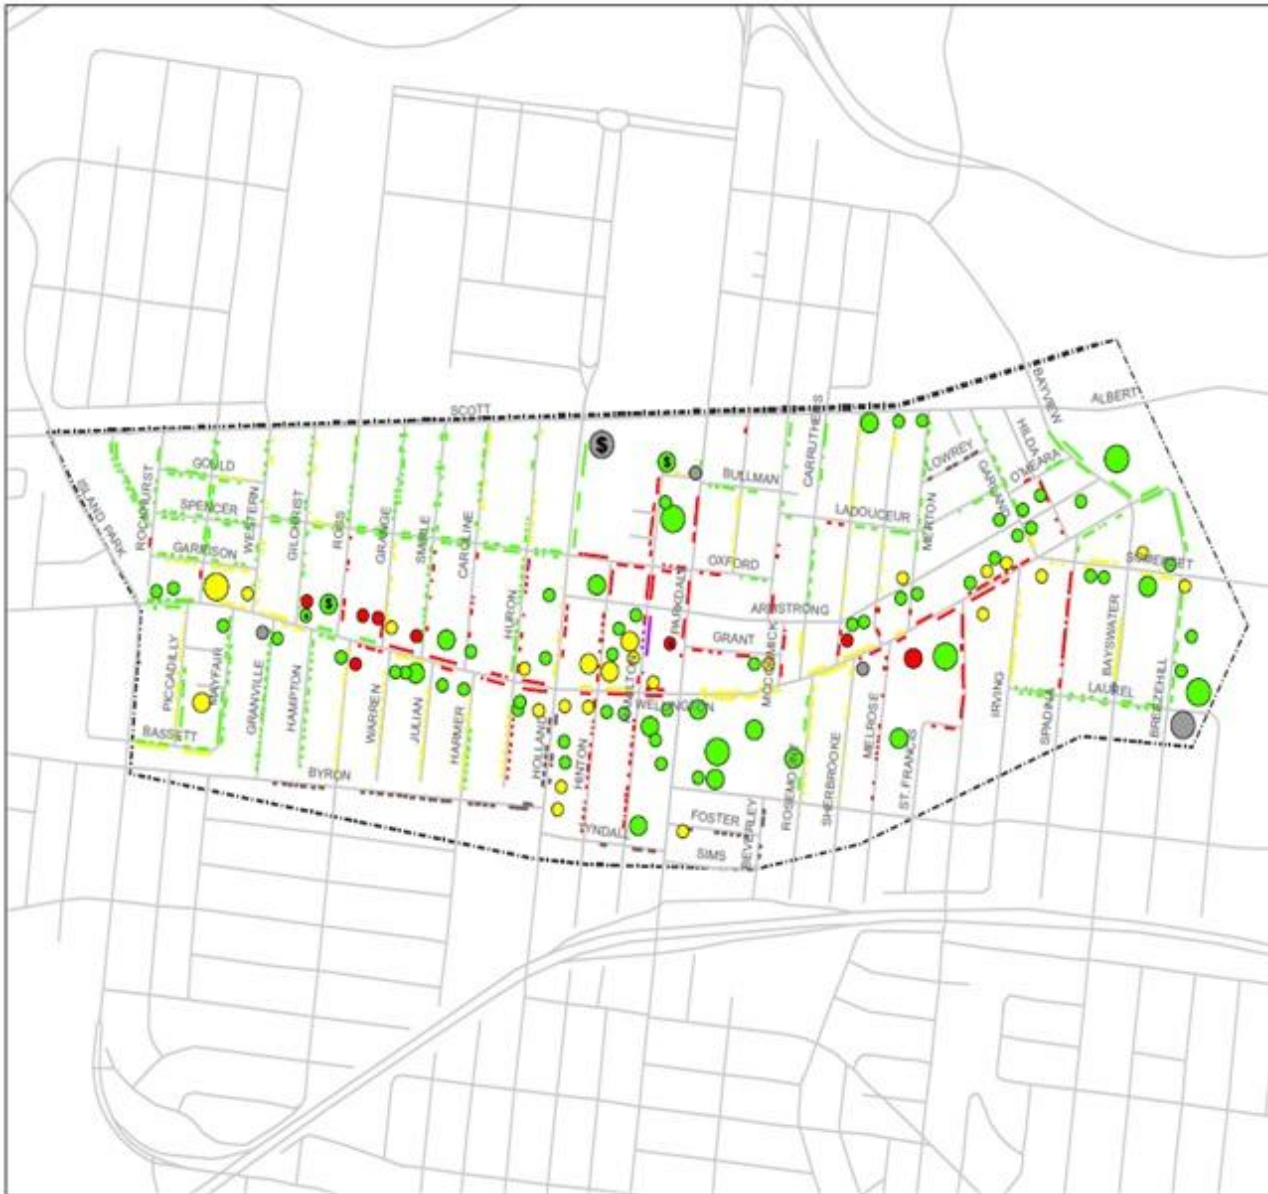 SCOTT
ALBERT
BAYVIEW
HILDA
O'MEARA
LOWREY
GARLAND
CARRUTHERS
BULLMAN
LADOUCEUR
MERTON
GOULD
SPENCER
GARRISON
ISLAND PARK
ROCKHURST
WESTERN
GILCHRIST
ROSS
GRANGE
SMIRLE
CAROLINE
HURON
OXFORD
SOMERSET
PARKDALE
ARMSTRONG
GRANT
MCCORMICK
PICCADILLY
MAYFAIR
GRANVILLE
HAMPTON
WARREN
JULIAN
HARMER
HOLLAND
HINTON
HAMILTON
WELLINGTON
SHERBROOKE
MELROSE
ST. FRANCIS
IRVING
SPADINA
BAYSWATER
LAUREL
BREEZEHILL
BASSETT
BYRON
TYNDALL
FOSTER
SIMS
BEVERLEY
ROSEMOUNT
$
$
$